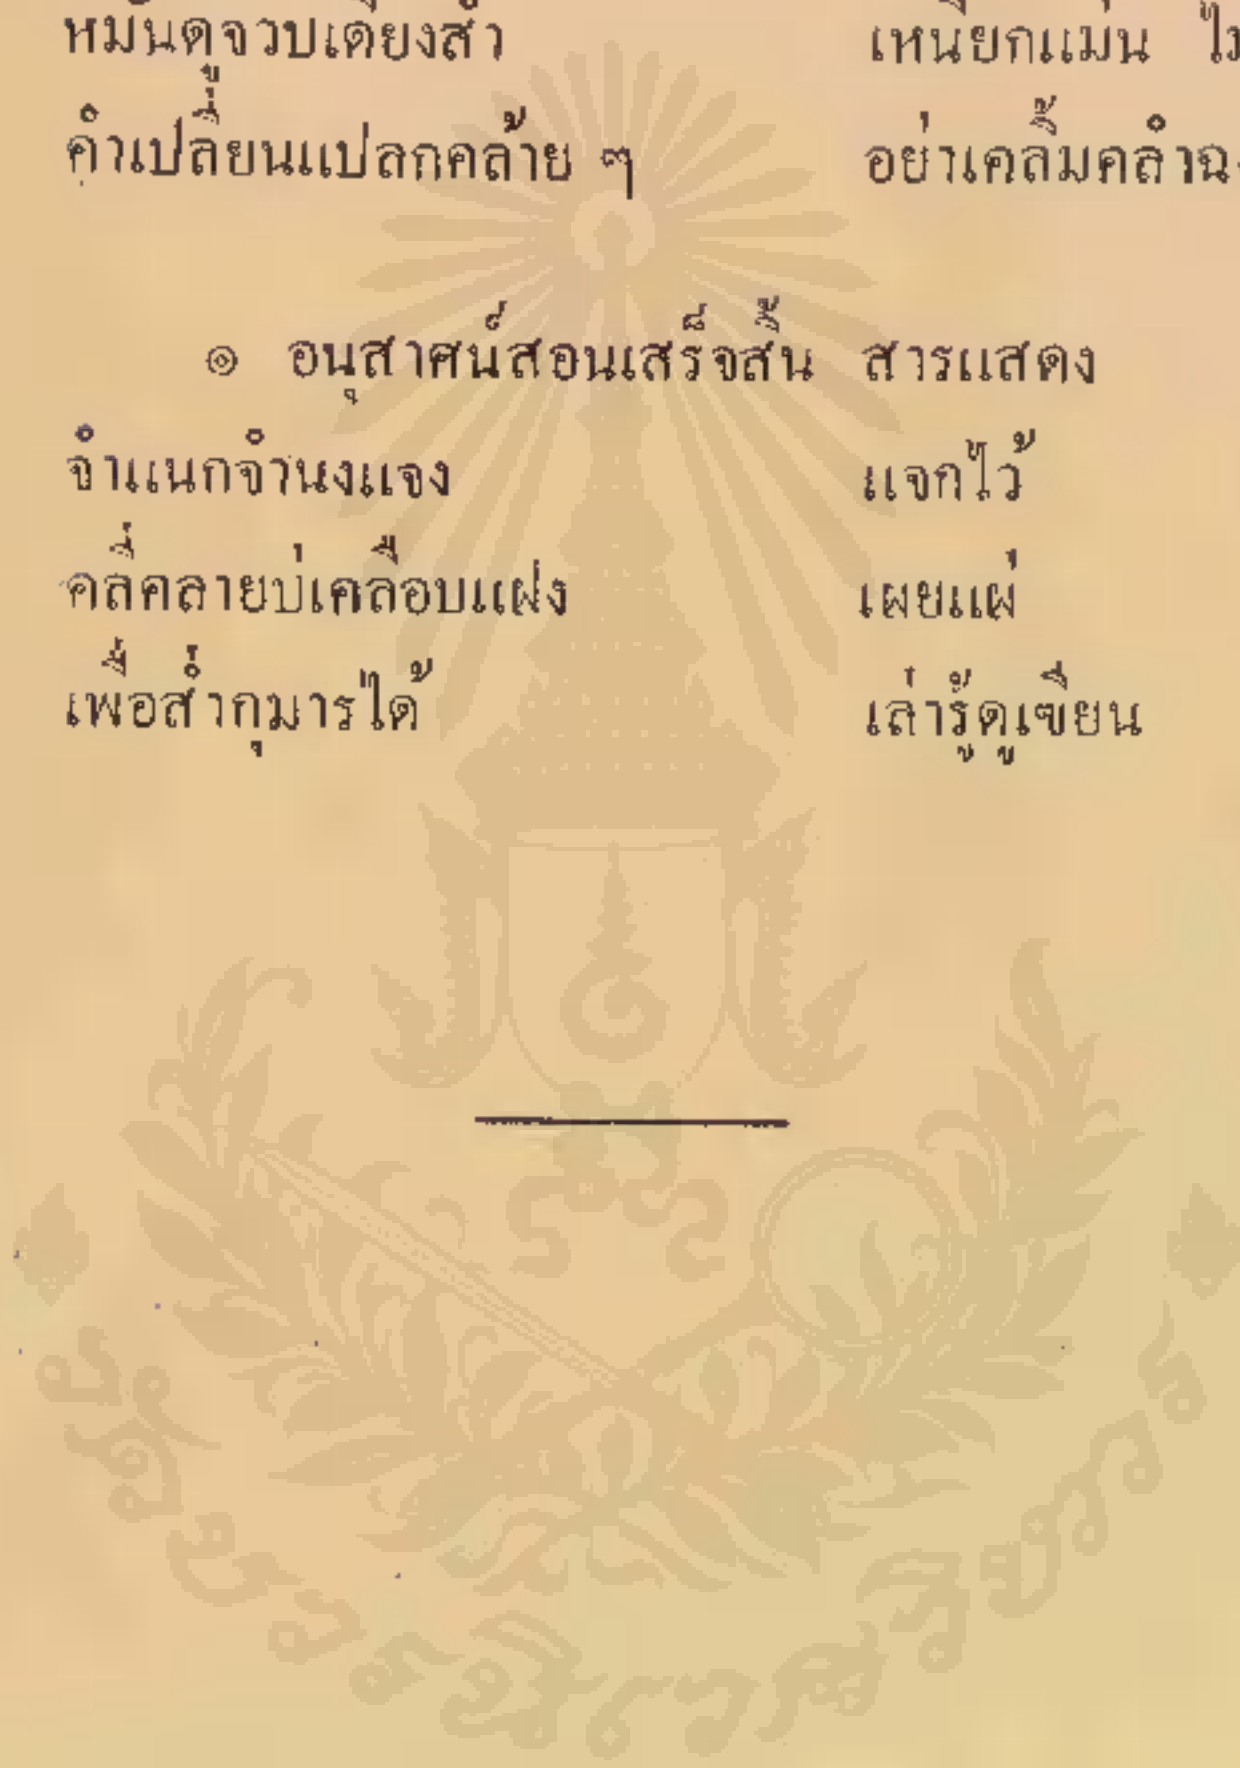 หมั่นดูจวบเดียงส้า เหนียกแม่น
คำเปลี่ยนแปลกคล้าย ๆ อย่าเคลิ้มคลำ
๏ อนุสาศน์สอนเสร็จสิ้น สารแสดง
จำแนกจำนงแจง แจกไว้
คลี่คลายบ่เคลือบแฝง เผยแผ่
เพื่อสำกุมารได้ เล่ารู้ดูเขียน